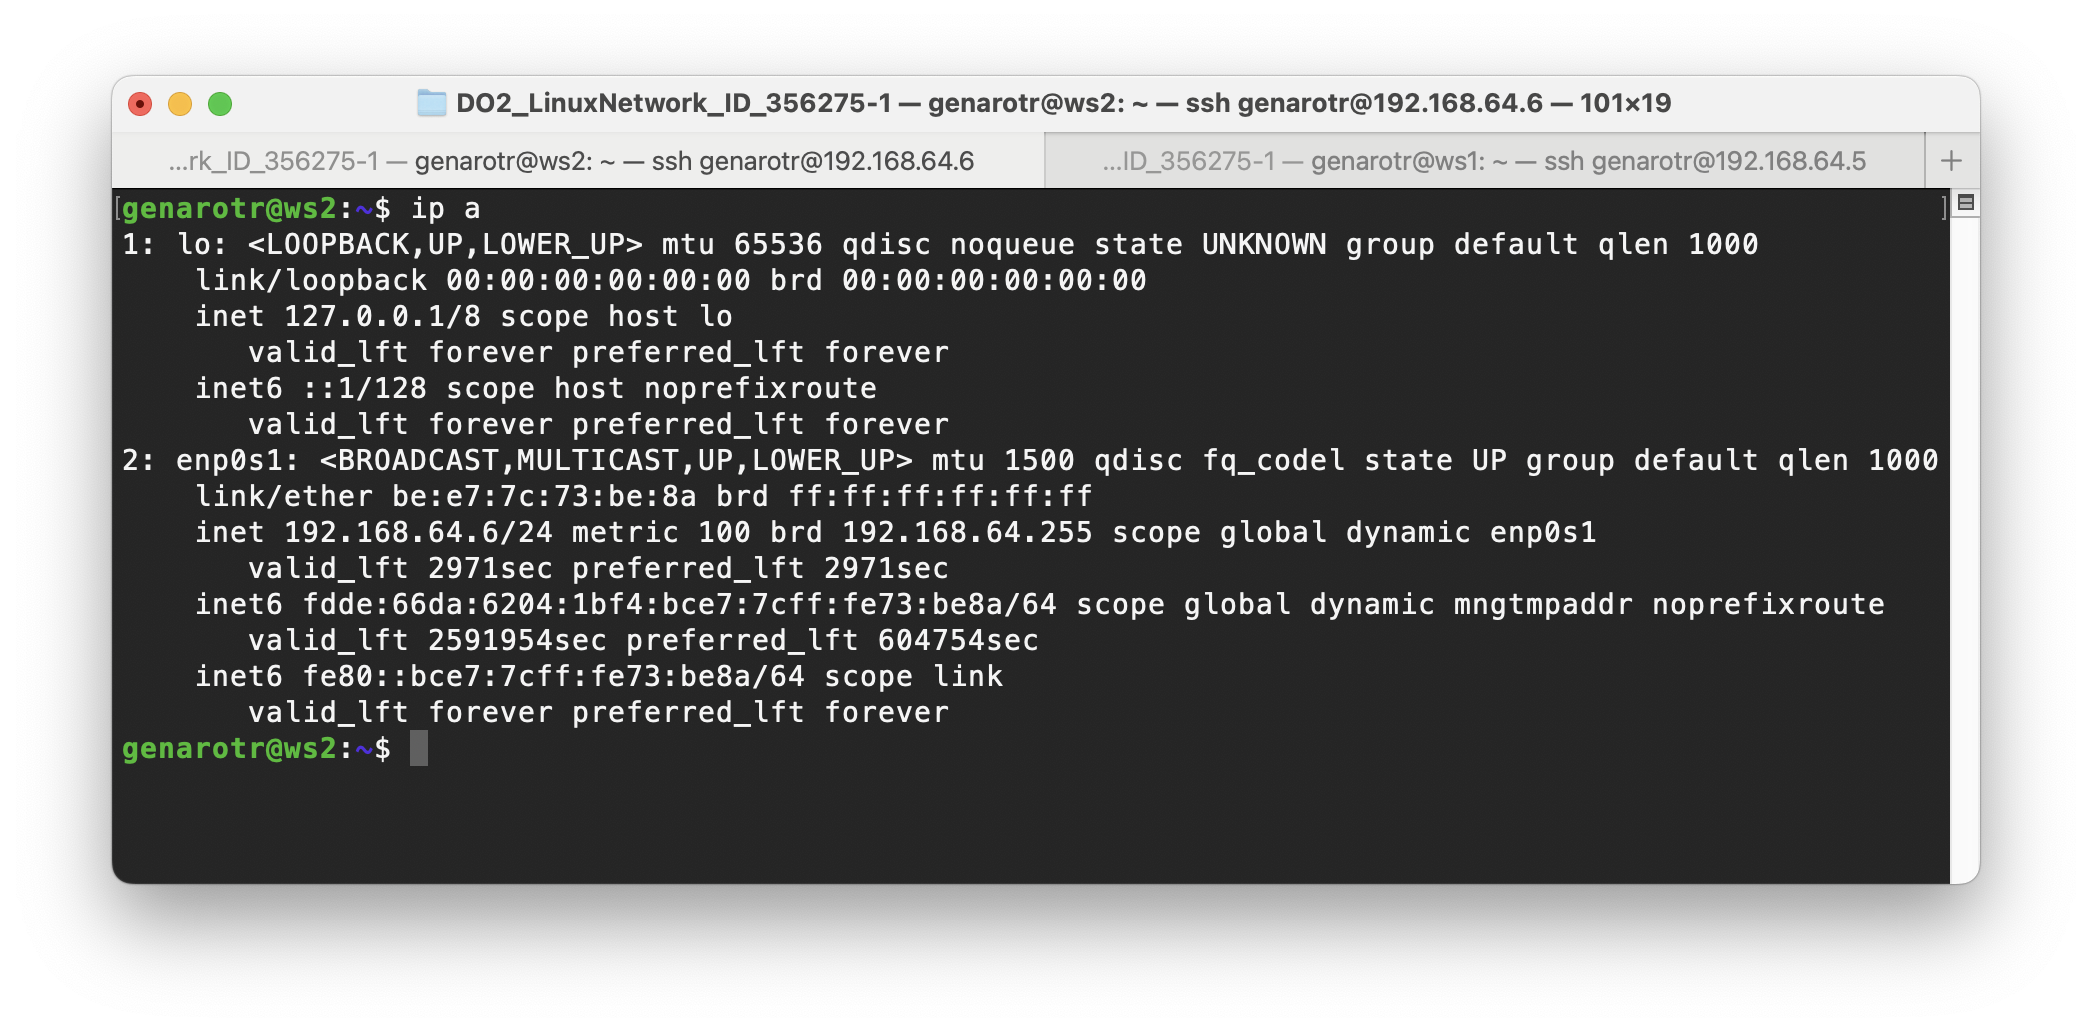 DO2_LinuxNetwork_ID_356275-1 — genarotr@ws2: ~ — ssh genarotr@192.168.64.6 — 101×19
...rk_ID_356275-1 — genarotr@ws2: ~ — ssh genarotr@192.168.64.6
...ID_356275-1 — genarotr@ws1: ~ — ssh genarotr@192.168.64.5
+
[genarotr@ws2:~$ ip a ]
1: lo: <LOOPBACK,UP,LOWER_UP> mtu 65536 qdisc noqueue state UNKNOWN group default qlen 1000
    link/loopback 00:00:00:00:00:00 brd 00:00:00:00:00:00
    inet 127.0.0.1/8 scope host lo
       valid_lft forever preferred_lft forever
    inet6 ::1/128 scope host noprefixroute
       valid_lft forever preferred_lft forever
2: enp0s1: <BROADCAST,MULTICAST,UP,LOWER_UP> mtu 1500 qdisc fq_codel state UP group default qlen 1000
    link/ether be:e7:7c:73:be:8a brd ff:ff:ff:ff:ff:ff
    inet 192.168.64.6/24 metric 100 brd 192.168.64.255 scope global dynamic enp0s1
       valid_lft 2971sec preferred_lft 2971sec
    inet6 fdde:66da:6204:1bf4:bce7:7cff:fe73:be8a/64 scope global dynamic mngtmpaddr noprefixroute
       valid_lft 2591954sec preferred_lft 604754sec
    inet6 fe80::bce7:7cff:fe73:be8a/64 scope link
       valid_lft forever preferred_lft forever
genarotr@ws2:~$